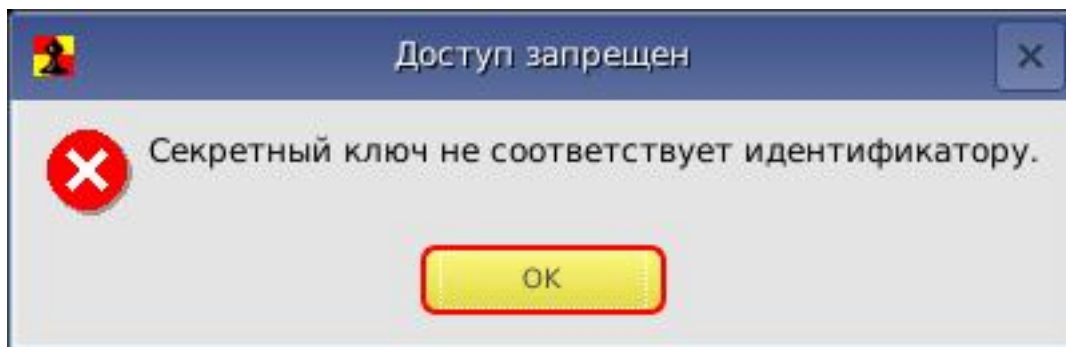 Доступ запрещен
Секретный ключ не соответствует идентификатору.
OK